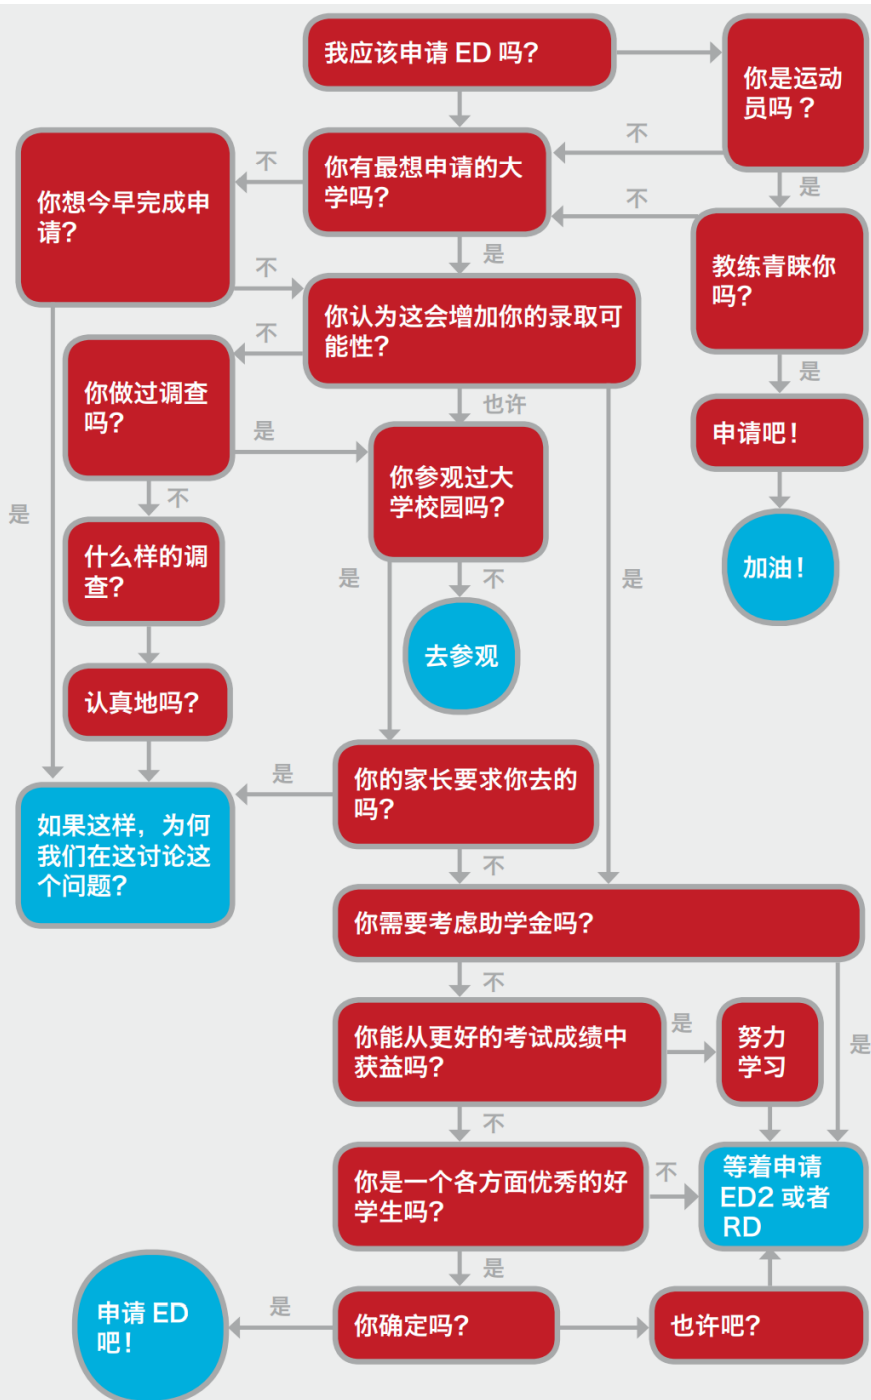 我应该申请 ED 吗？
你是运动
员吗？
不
是
你有最想申请的大
学吗？
不
不
是
你想今早完成申
请？
不
教练青睐你
吗？
你认为这会增加你的录取可
能性？
不
是
也许
你做过调查
吗？
是
申请吧！
你参观过大
学校园吗？
不
是
什么样的调
查？
是
不
是
加油！
去参观
认真地吗？
是
你的家长要求你去的
吗？
如果这样，为何
我们在这讨论这
个问题？
不
你需要考虑助学金吗？
不
是
你能从更好的考试成绩中
获益吗？
是
努力
学习
不
你是一个各方面优秀的好
学生吗？
不
等着申请
ED2 或者
RD
是
申请 ED
吧！
是
你确定吗？
也许吧？